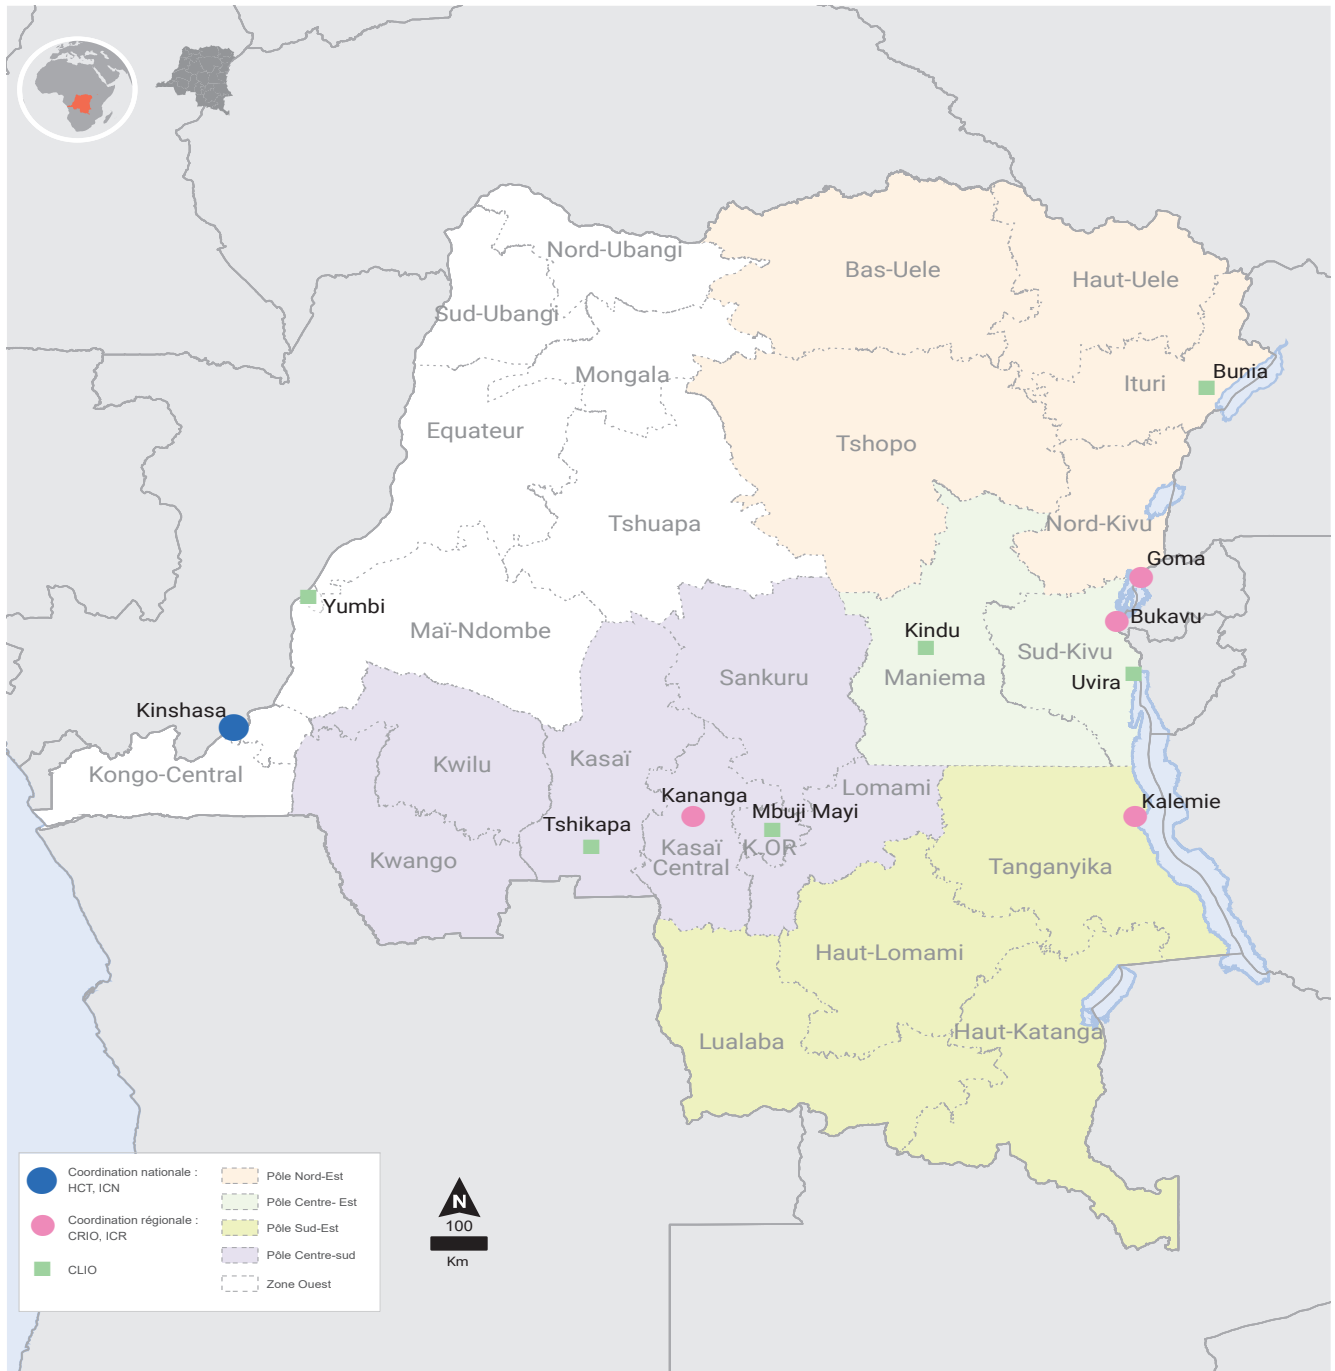 Nord-Ubangi
Bas-Uele
Haut-Uele
Sud-Ubangi
Mongala
Bunia
Ituri
Equateur
Tshopo
Tshuapa
Nord-Kivu
Goma
Yumbi
Bukavu
Maï-Ndombe
Kindu
Sud-Kivu
Sankuru
Maniema
Uvira
Kinshasa
Kongo-Central
Kwilu
Kasaï
Lomami
Kananga
Mbuji Mayi
Kalemie
Tshikapa
Kasaï
Central
K.OR
Kwango
Tanganyika
Haut-Lomami
Haut-Katanga
Lualaba
Coordination nationale :
HCT, ICN
Coordination régionale :
CRIO, ICR
CLIO
Pôle Nord-Est
Pôle Centre- Est
Pôle Sud-Est
Pôle Centre-sud
Zone Ouest
N
100
Km